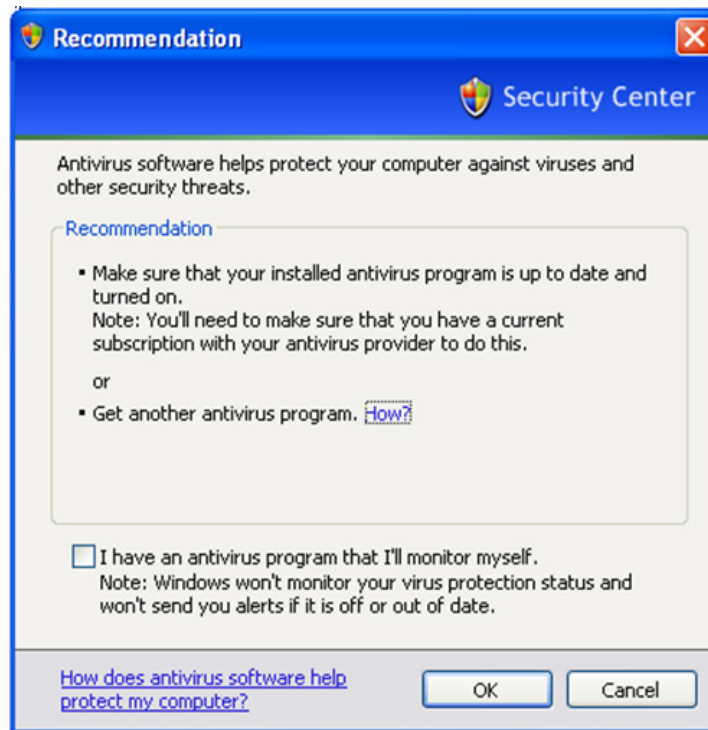 Recommendation
Security Center
Antivirus software helps protect your computer against viruses and
other security threats.
Recommendation
▪ Make sure that your installed antivirus program is up to date and
turned on.
Note: You'll need to make sure that you have a current
subscription with your antivirus provider to do this.
or
▪ Get another antivirus program. How?
I have an antivirus program that I'll monitor myself.
Note: Windows won't monitor your virus protection status and
won't send you alerts if it is off or out of date.
How does antivirus software help
protect my computer?
OK
Cancel